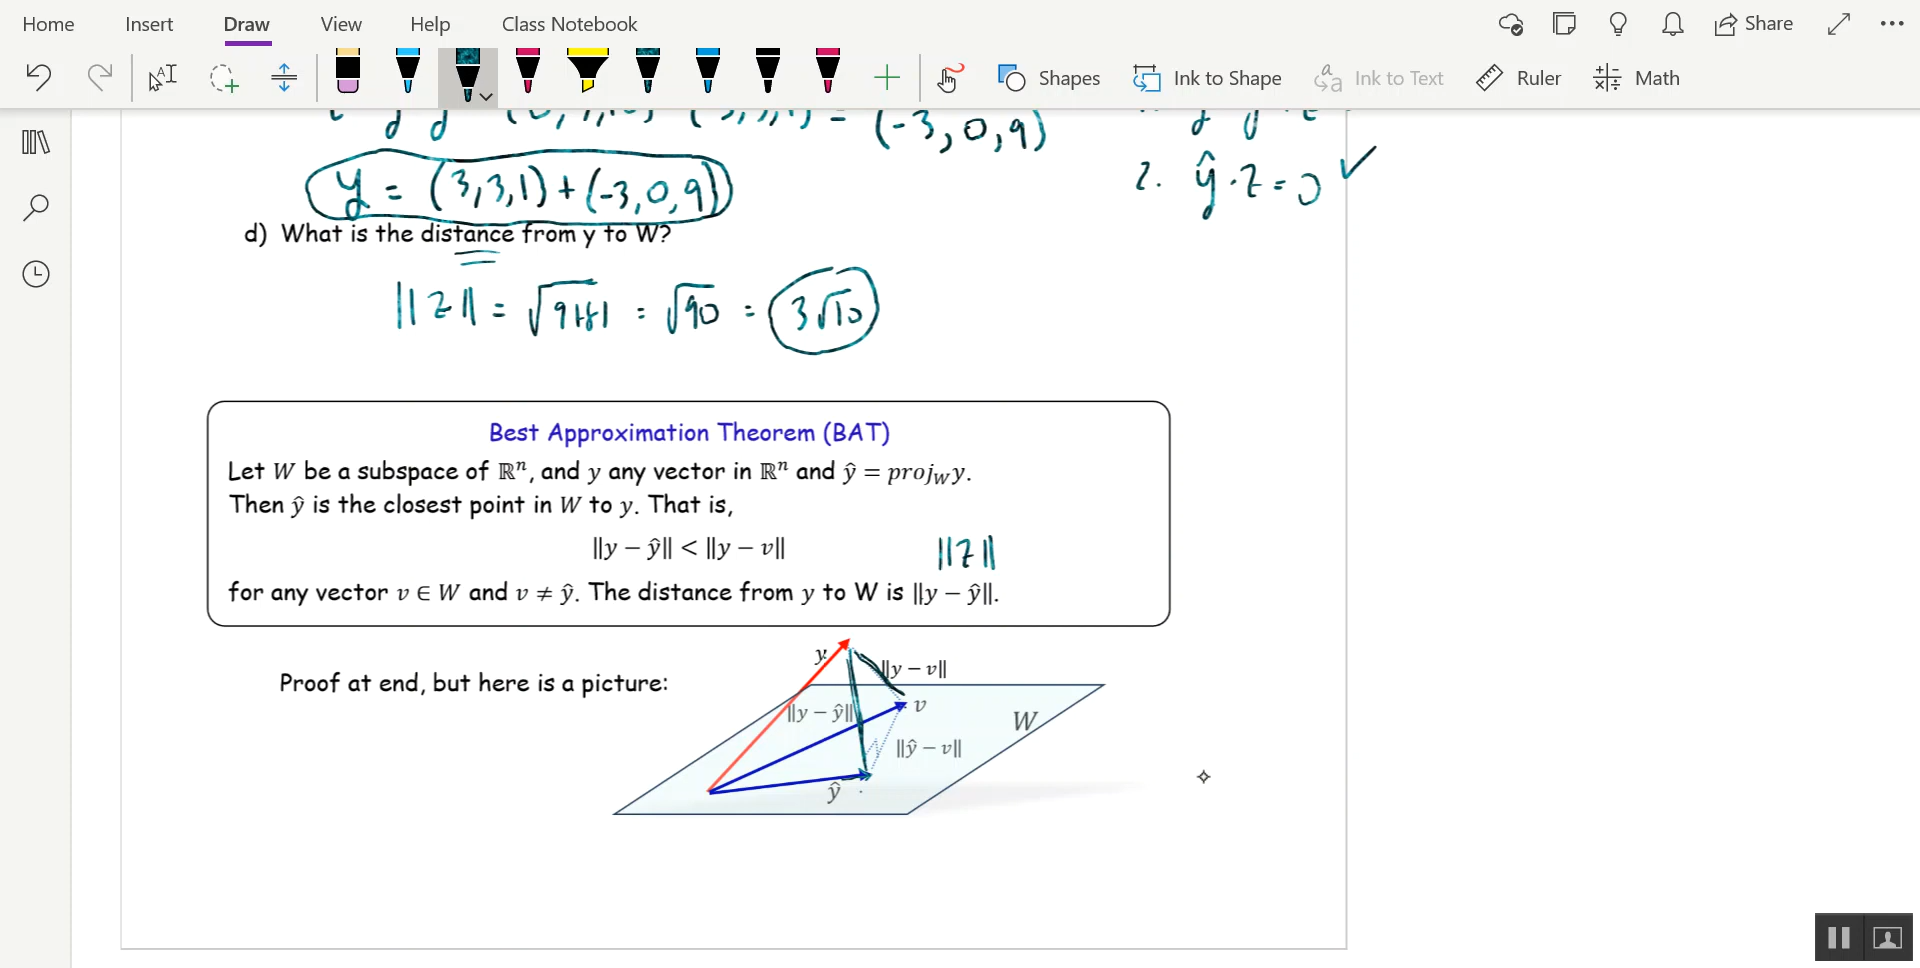 Home Insert Draw View Help Class Notebook Share
Shapes Ink to Shape Ink to Text Ruler Math
(-3,0,9)
y = (3,3,1)+(-3,0,9)
2. ŷ·z=0 ✓
d) What is the distance from y to W?
||z|| = √9+81 = √90 = 3√10
Best Approximation Theorem (BAT)
Let W be a subspace of ℝⁿ, and y any vector in ℝⁿ and ŷ = proj_W y.
Then ŷ is the closest point in W to y. That is,
‖y − ŷ‖ < ‖y − v‖ ||z||
for any vector v ∈ W and v ≠ ŷ. The distance from y to W is ‖y − ŷ‖.
Proof at end, but here is a picture:
y
‖y − v‖
‖y − ŷ‖
v
W
‖ŷ − v‖
ŷ